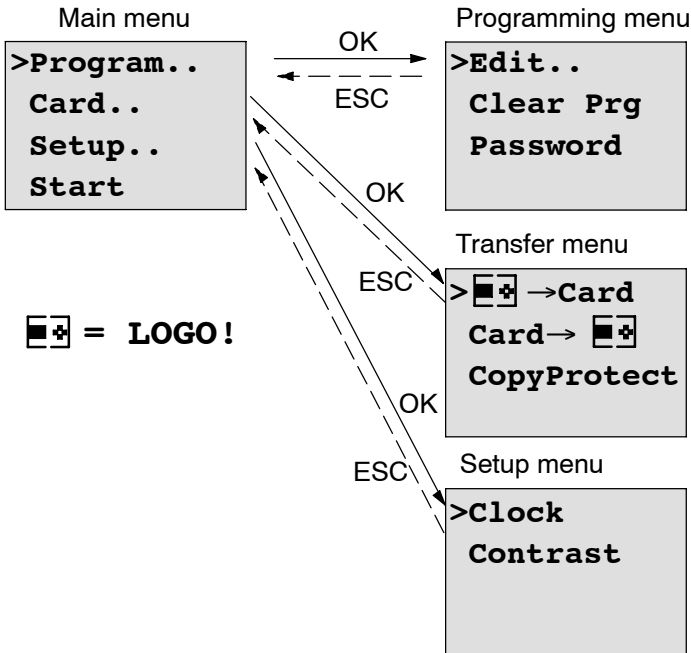 Main menu
>Program..
Card..
Setup..
Start
OK
ESC
Programming menu
>Edit..
Clear Prg
Password
OK
ESC
Transfer menu
> →Card
Card→
CopyProtect
= LOGO!
OK
ESC
Setup menu
>Clock
Contrast